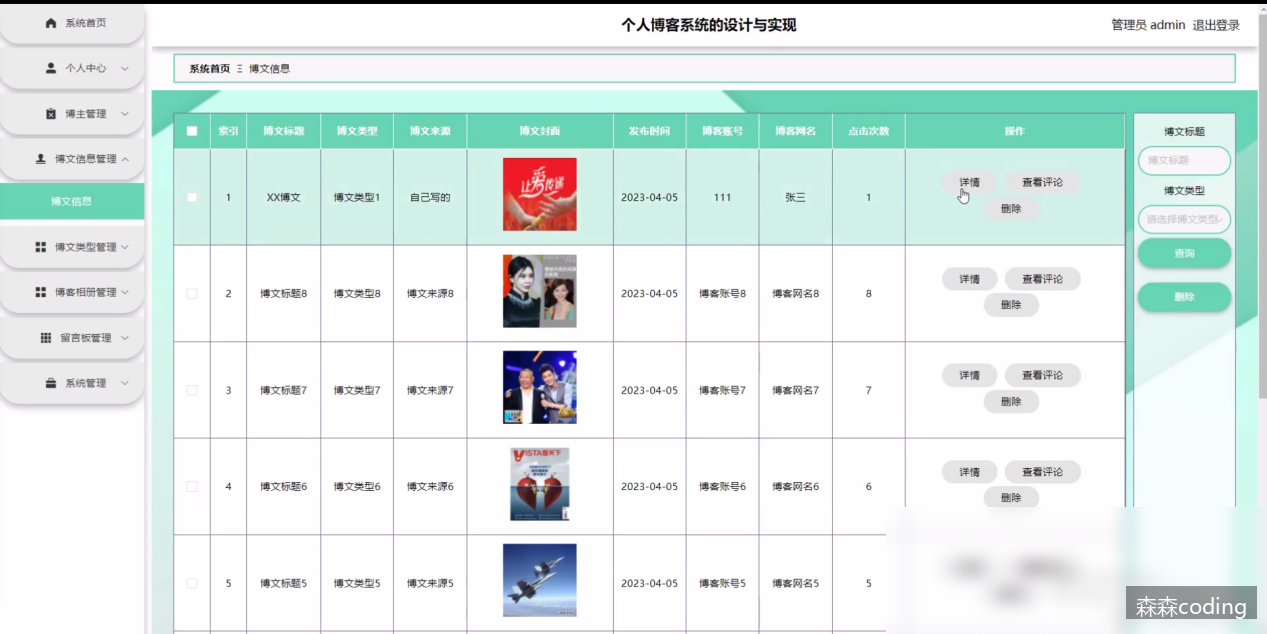 系统首页
个人中心
博主管理
博文信息管理
博文信息
博文类型管理
博客相册管理
留言板管理
系统管理
个人博客系统的设计与实现
管理员 admin 退出登录
系统首页 Ξ 博文信息
索引 博文标题 博文类型 博文来源 博文封面 发布时间 博客账号 博客网名 点击次数 操作
1 XX博文 博文类型1 自己写的 让爱传递 2023-04-05 111 张三 1 详情 查看评论
删除
2 博文标题8 博文类型8 博文来源8 2023-04-05 博客账号8 博客网名8 8 详情 查看评论
删除
3 博文标题7 博文类型7 博文来源7 2023-04-05 博客账号7 博客网名7 7 详情 查看评论
删除
4 博文标题6 博文类型6 博文来源6 VISTA看天下 2023-04-05 博客账号6 博客网名6 6 详情 查看评论
删除
5 博文标题5 博文类型5 博文来源5 2023-04-05 博客账号5 博客网名5 5
博文标题
博文标题
博文类型
请选择博文类型
查询
删除
森森coding